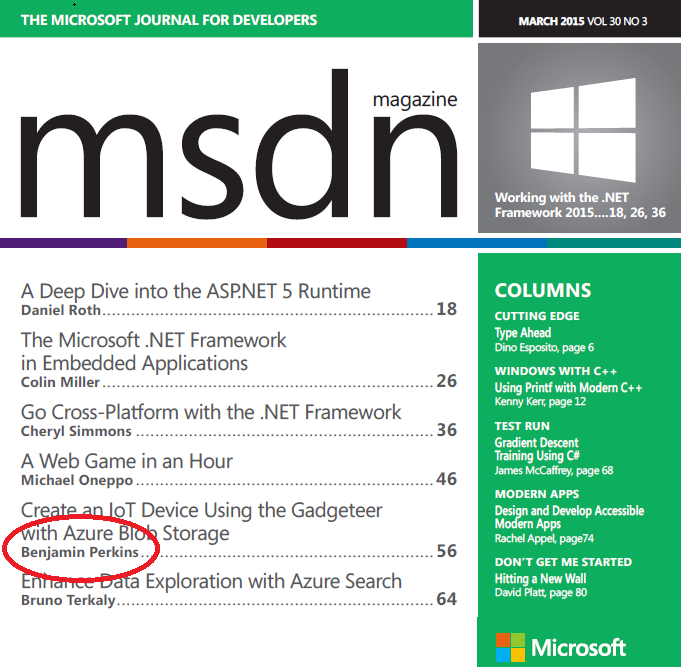 THE MICROSOFT JOURNAL FOR DEVELOPERS
MARCH 2015 VOL 30 NO 3
magazine
msdn
Working with the .NET
Framework 2015....18, 26, 36
A Deep Dive into the ASP.NET 5 Runtime
Daniel Roth..........................................................................18
The Microsoft .NET Framework
in Embedded Applications
Colin Miller..........................................................................26
Go Cross-Platform with the .NET Framework
Cheryl Simmons ..................................................................36
A Web Game in an Hour
Michael Oneppo..................................................................46
Create an IoT Device Using the Gadgeteer
with Azure Blob Storage
Benjamin Perkins.................................................................56
Enhance Data Exploration with Azure Search
Bruno Terkaly.......................................................................64
COLUMNS
CUTTING EDGE
Type Ahead
Dino Esposito, page 6
WINDOWS WITH C++
Using Printf with Modern C++
Kenny Kerr, page 12
TEST RUN
Gradient Descent
Training Using C#
James McCaffrey, page 68
MODERN APPS
Design and Develop Accessible
Modern Apps
Rachel Appel, page74
DON'T GET ME STARTED
Hitting a New Wall
David Platt, page 80
Microsoft